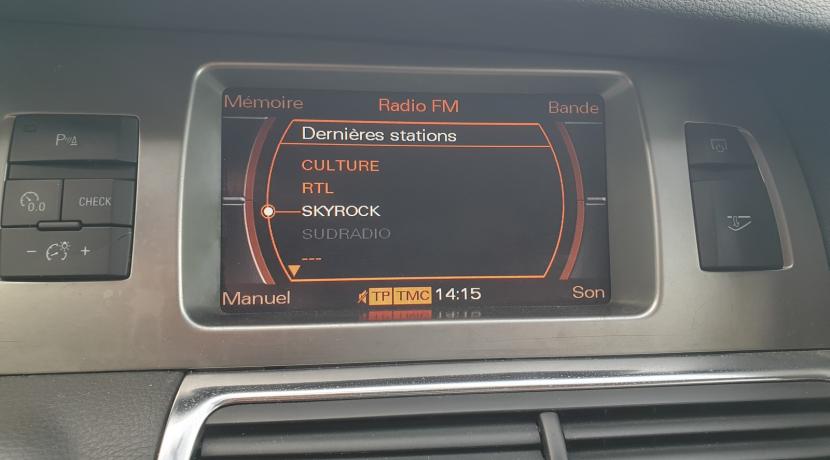 Mémoire Radio FM Bande
Dernières stations
CULTURE
RTL
SKYROCK
SUDRADIO
---
Manuel TP TMC 14:15 Son
P
0.0 CHECK
- +